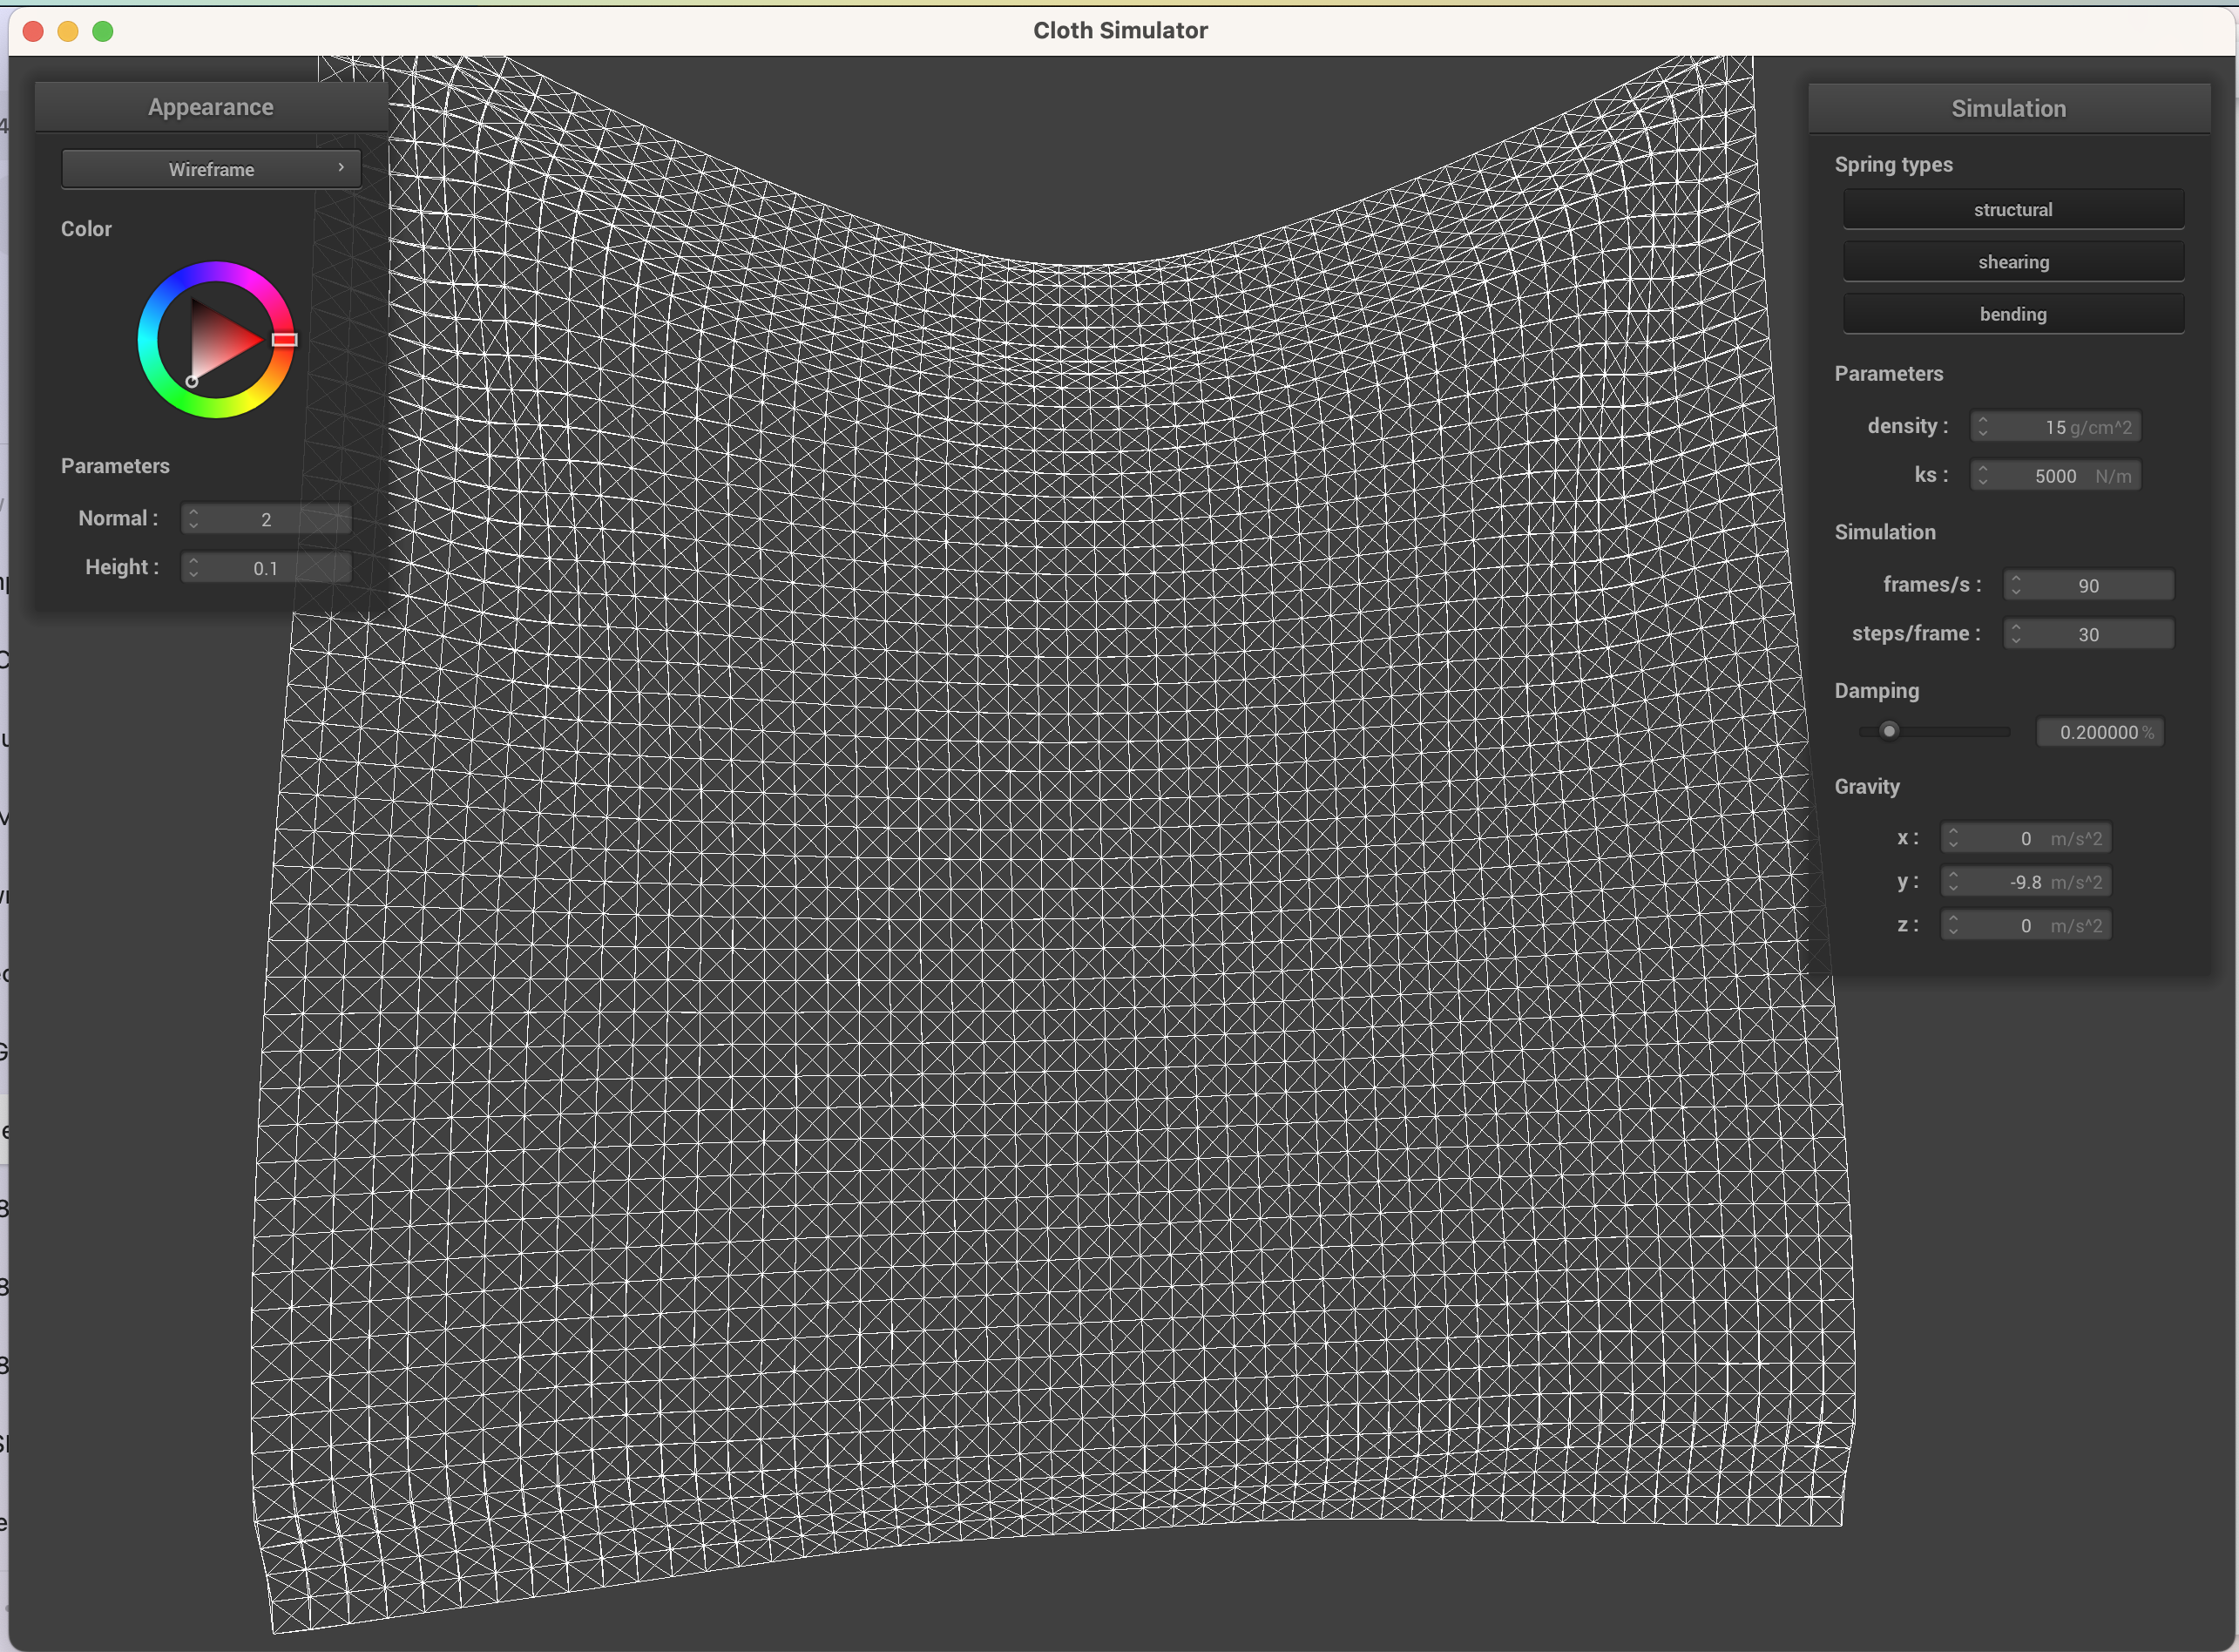 Cloth Simulator
Appearance
Wireframe
Color
Parameters
Normal : 2
Height : 0.1
Simulation
Spring types
structural
shearing
bending
Parameters
density : 15 g/cm^2
ks : 5000 N/m
Simulation
frames/s : 90
steps/frame : 30
Damping
0.200000 %
Gravity
x : 0 m/s^2
y : -9.8 m/s^2
z : 0 m/s^2